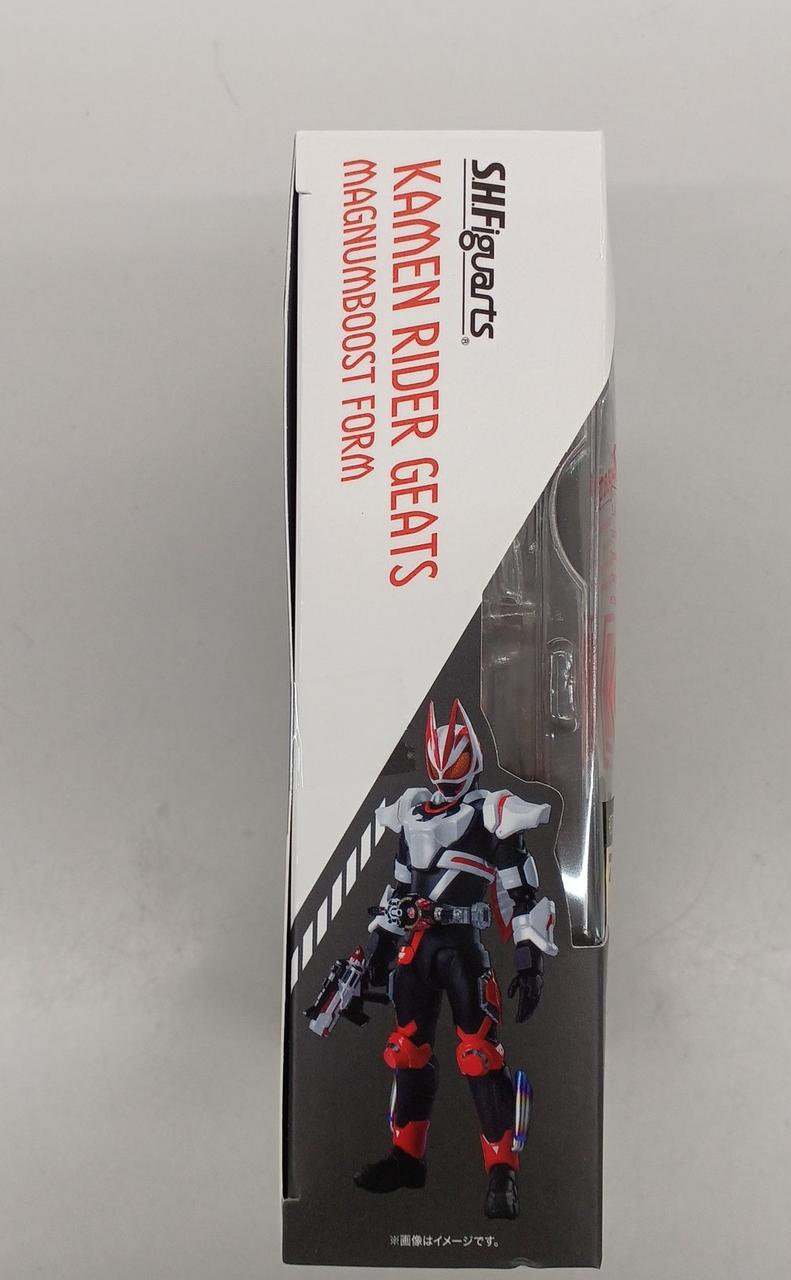 S.H.Figuarts®
KAMEN RIDER GEATS
MAGNUMBOOST FORM
※画像はイメージです。